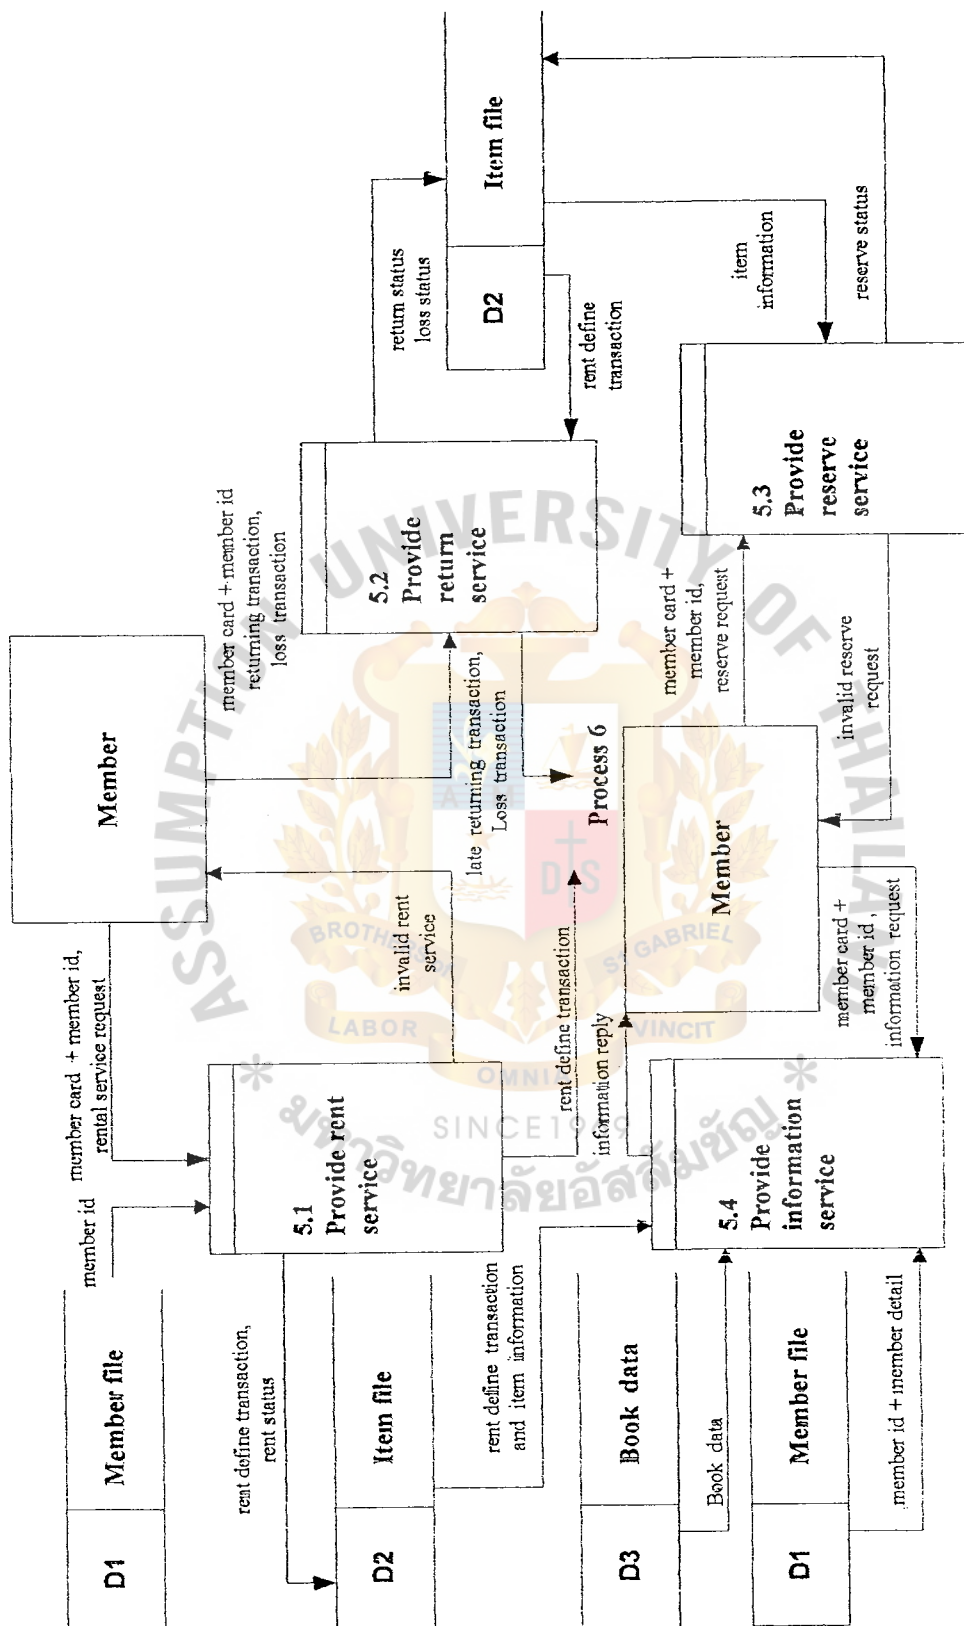 D1
Member file
member id
member card + member id,
rental service request
Member
member card + member id
returning transaction,
loss transaction
return status
loss status
D2
Item file
rent define transaction,
rent status
5.1
Provide rent
service
invalid rent
service
late returning transaction,
Loss transaction
5.2
Provide
return
service
rent define
transaction
D2
Item file
rent define transaction
and item information
rent define transaction
Process 6
information reply
D3
Book data
Book data
5.4
Provide
information
service
Member
member card +
member id,
reserve request
5.3
Provide
reserve
service
item
information
reserve status
invalid reserve
request
member card +
member id,
information request
D1
Member file
member id + member detail
ASSUMPTION UNIVERSITY OF THAILAND
A M
D S
BROTHERS OF
ST GABRIEL
LABOR
OMNIA
VINCIT
SINCE 1969
มหาวิทยาลัยอัสสัมชัญ